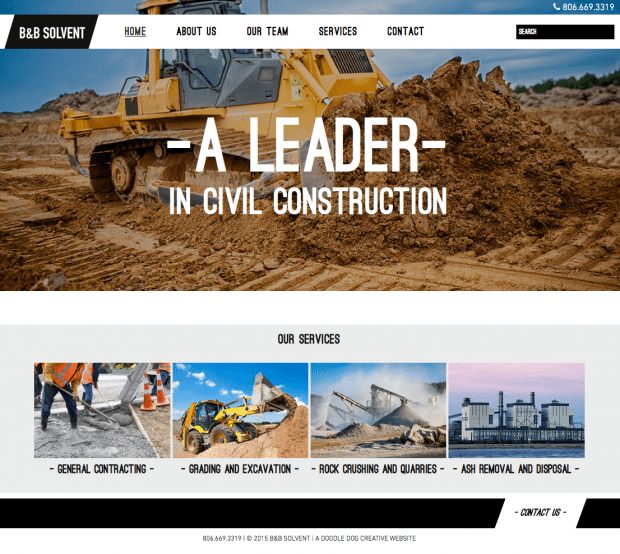 806.669.3319
B&B SOLVENT
HOME ABOUT US OUR TEAM SERVICES CONTACT
SEARCH
-A LEADER-
IN CIVIL CONSTRUCTION
OUR SERVICES
- GENERAL CONTRACTING - - GRADING AND EXCAVATION - - ROCK CRUSHING AND QUARRIES - - ASH REMOVAL AND DISPOSAL -
- CONTACT US -
806.669.3319 | © 2015 B&B SOLVENT | A DOODLE DOG CREATIVE WEBSITE